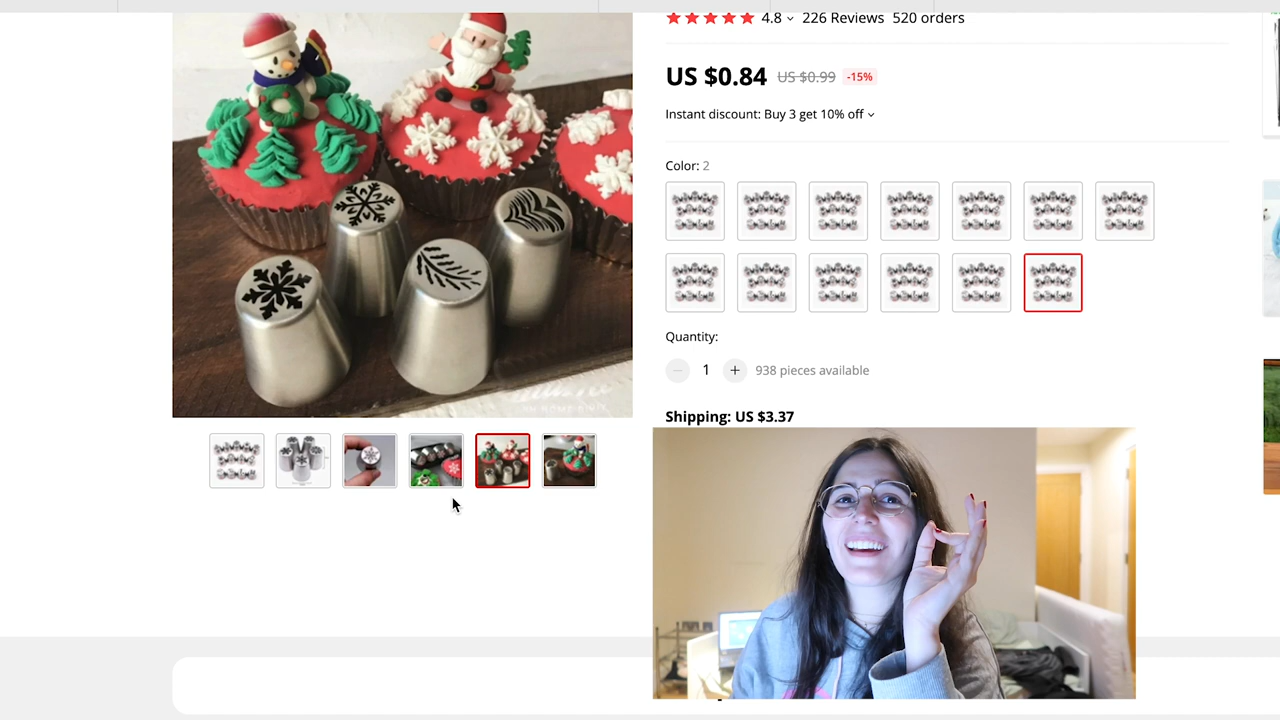 4.8 226 Reviews 520 orders
US $0.84 US $0.99 -15%
Instant discount: Buy 3 get 10% off
Color: 2
Quantity:
1 938 pieces available
Shipping: US $3.37